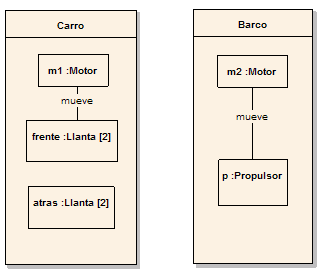 Carro
m1 :Motor
mueve
frente :Llanta [2]
atras :Llanta [2]
Barco
m2 :Motor
mueve
p :Propulsor